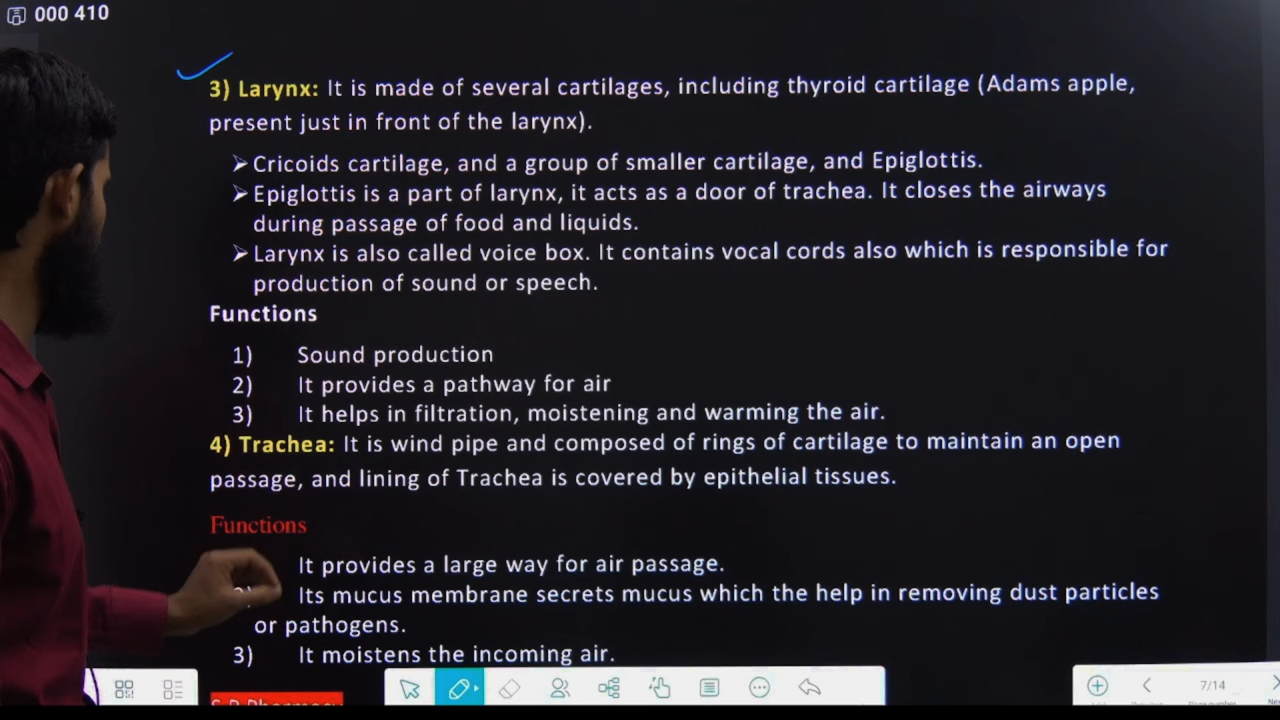 000 410
3) Larynx: It is made of several cartilages, including thyroid cartilage (Adams apple,
present just in front of the larynx).
➢ Cricoids cartilage, and a group of smaller cartilage, and Epiglottis.
➢ Epiglottis is a part of larynx, it acts as a door of trachea. It closes the airways
during passage of food and liquids.
➢ Larynx is also called voice box. It contains vocal cords also which is responsible for
production of sound or speech.
Functions
1) Sound production
2) It provides a pathway for air
3) It helps in filtration, moistening and warming the air.
4) Trachea: It is wind pipe and composed of rings of cartilage to maintain an open
passage, and lining of Trachea is covered by epithelial tissues.
Functions
It provides a large way for air passage.
Its mucus membrane secrets mucus which the help in removing dust particles
or pathogens.
3) It moistens the incoming air.
7/14